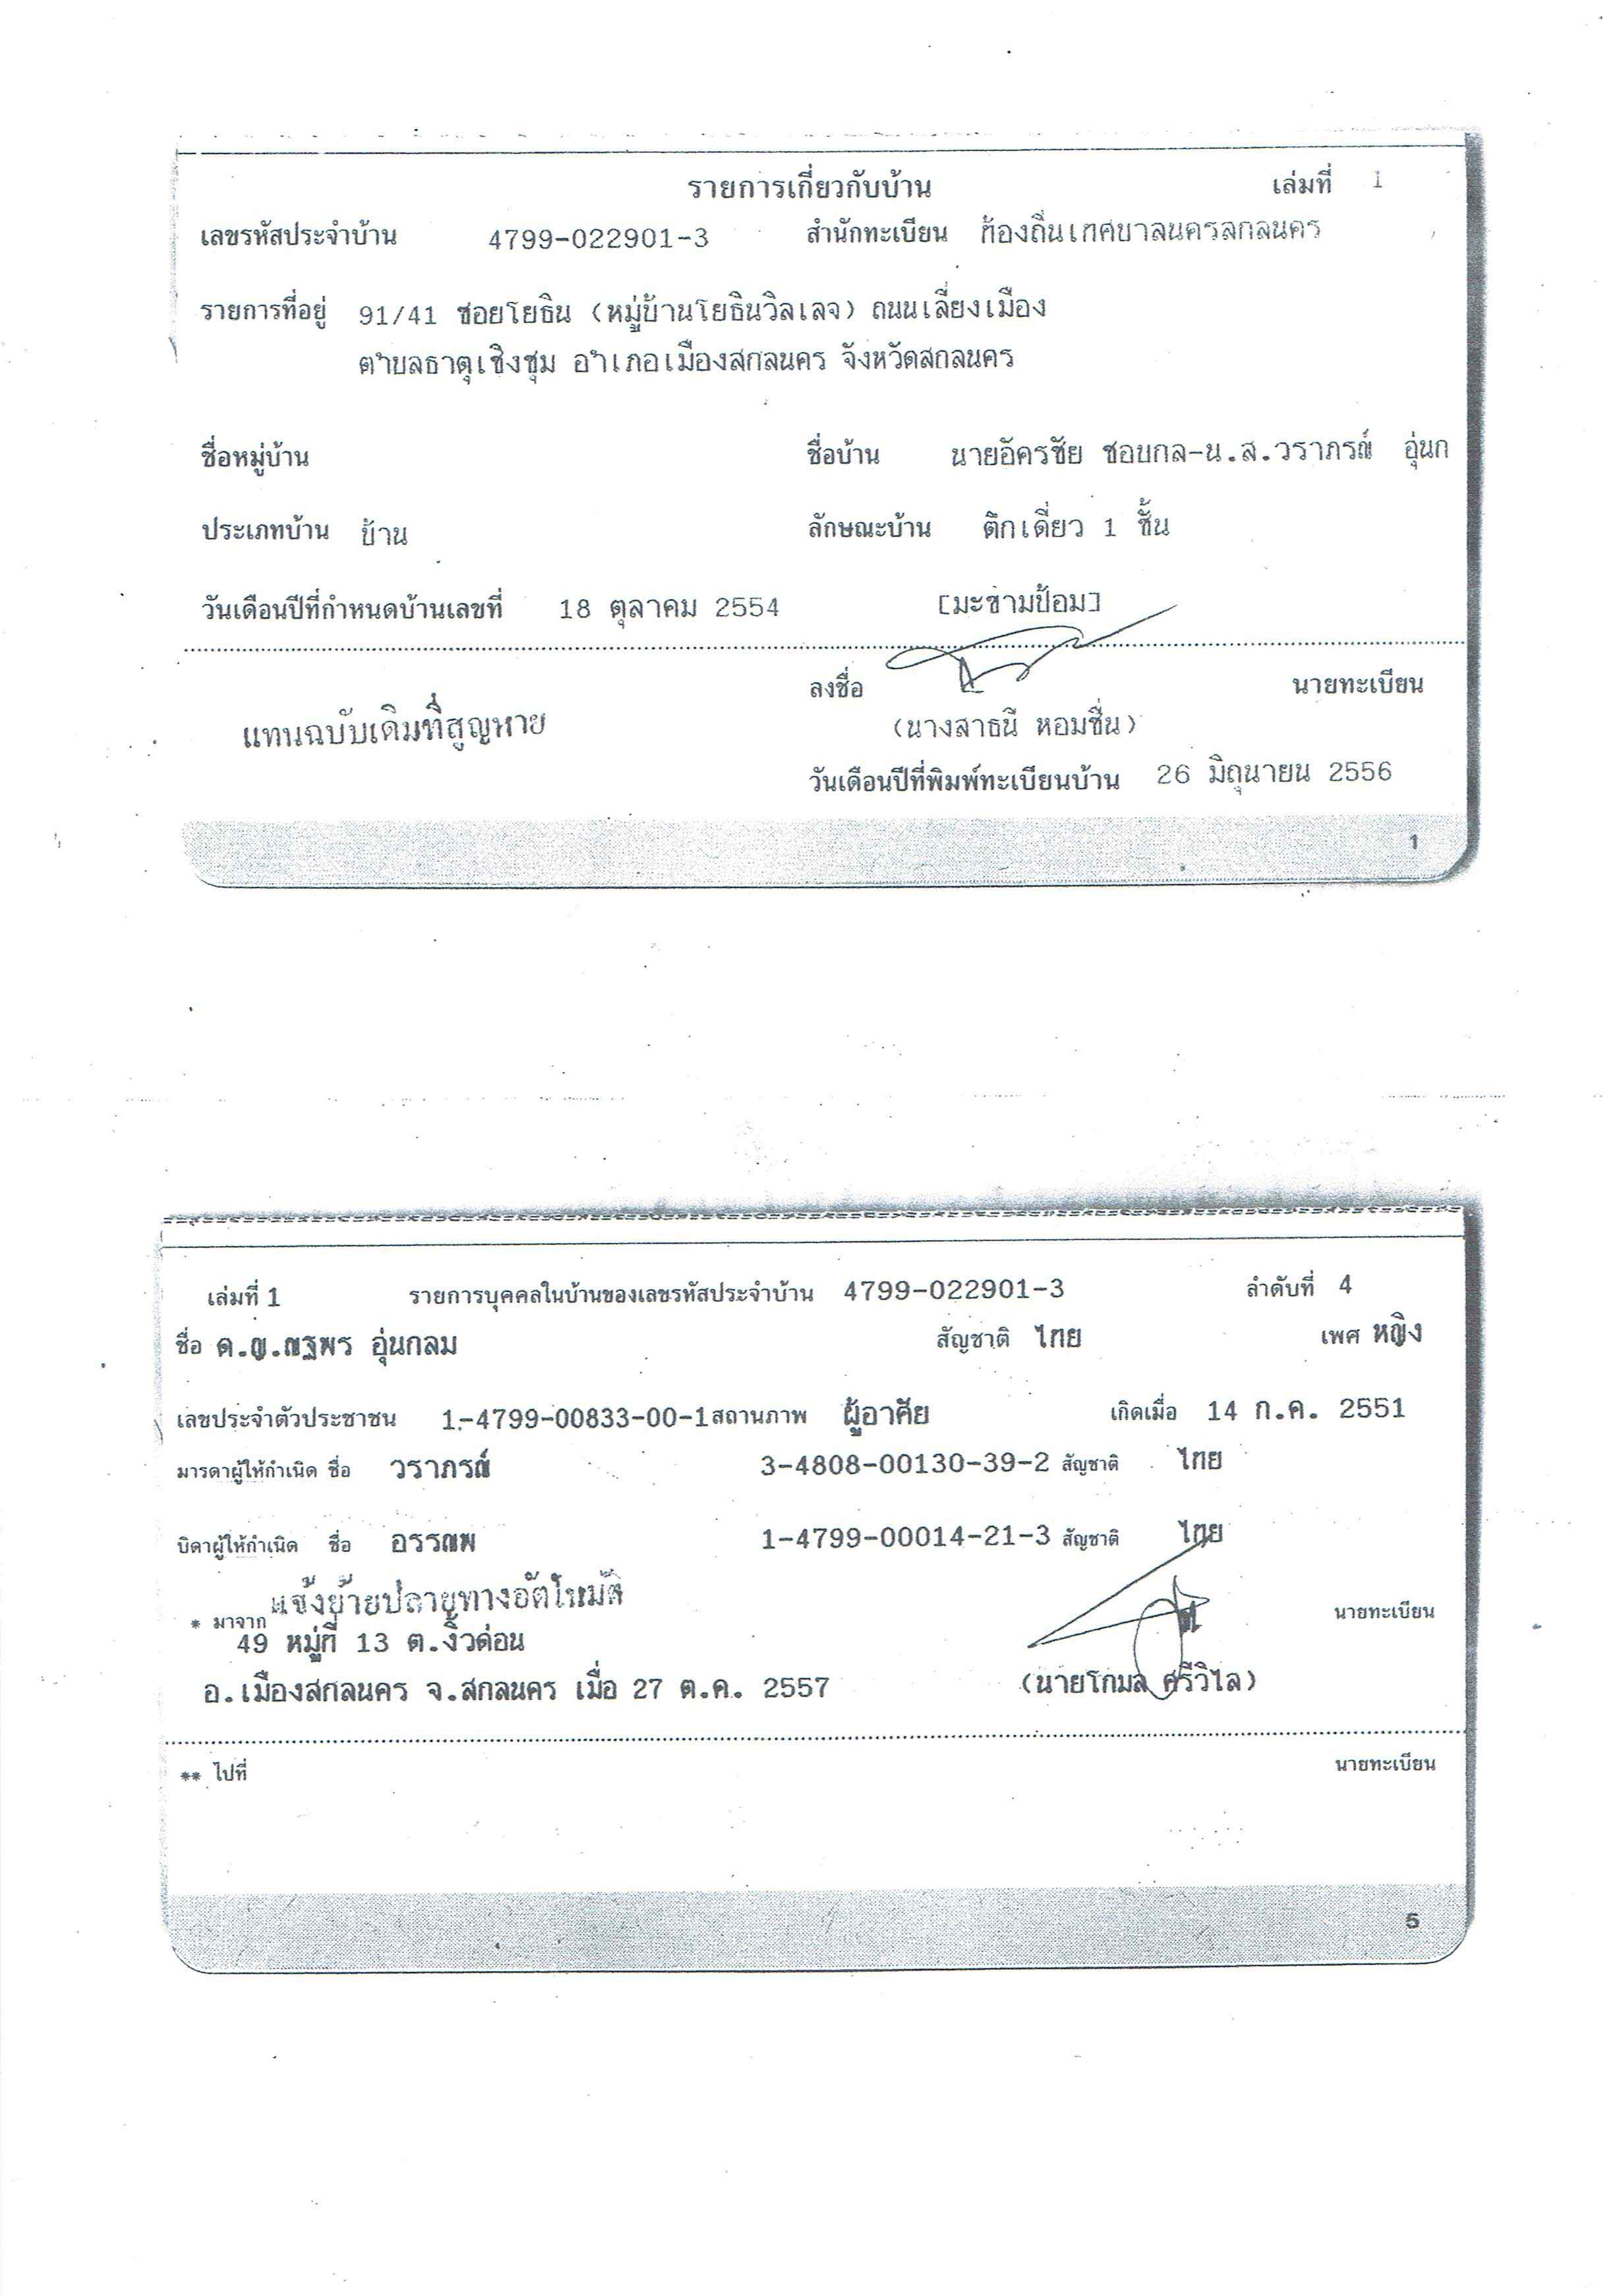 รายการเกี่ยวกับบ้าน เล่มที่ 1
เลขรหัสประจำบ้าน 4799-022901-3 สำนักทะเบียน ท้องถิ่นเทศบาลนครสกลนคร
รายการที่อยู่ 91/41 ซอยโยธิน (หมู่บ้านโยธินวิลเลจ) ถนนเลี่ยงเมือง
ตำบลธาตุเชิงชุม อำเภอเมืองสกลนคร จังหวัดสกลนคร
ชื่อหมู่บ้าน ชื่อบ้าน นายอัครชัย ชอบกล-น.ส.วราภรณ์ อุ่นก
ประเภทบ้าน บ้าน ลักษณะบ้าน ตึกเดี่ยว 1 ชั้น
วันเดือนปีที่กำหนดบ้านเลขที่ 18 ตุลาคม 2554 [มะขามป้อม]
ลงชื่อ นายทะเบียน
แทนฉบับเดิมที่สูญหาย (นางสาธนี หอมชื่น)
วันเดือนปีที่พิมพ์ทะเบียนบ้าน 26 มิถุนายน 2556
1
เล่มที่ 1 รายการบุคคลในบ้านของเลขรหัสประจำบ้าน 4799-022901-3 ลำดับที่ 4
ชื่อ ด.ญ.ณฐพร อุ่นกลม สัญชาติ ไทย เพศ หญิง
เลขประจำตัวประชาชน 1-4799-00833-00-1 สถานภาพ ผู้อาศัย เกิดเมื่อ 14 ก.ค. 2551
มารดาผู้ให้กำเนิด ชื่อ วราภรณ์ 3-4808-00130-39-2 สัญชาติ ไทย
บิดาผู้ให้กำเนิด ชื่อ อรรณพ 1-4799-00014-21-3 สัญชาติ ไทย
แจ้งย้ายปลายทางอัตโนมัติ
* มาจาก นายทะเบียน
49 หมู่ที่ 13 ต.งิ้วด่อน
อ.เมืองสกลนคร จ.สกลนคร เมื่อ 27 ต.ค. 2557 (นายโกมล ศรีวิไล)
** ไปที่ นายทะเบียน
5